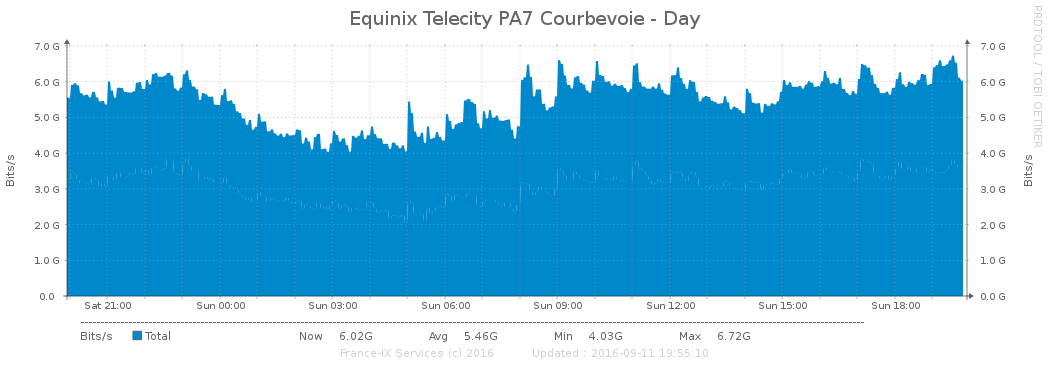 Equinix Telecity PA7 Courbevoie - Day
RRDTOOL / TOBI OETIKER
7.0 G 7.0 G
6.0 G 6.0 G
5.0 G 5.0 G
4.0 G 4.0 G
3.0 G 3.0 G
2.0 G 2.0 G
1.0 G 1.0 G
0.0 0.0 G
Bits/s
Bits/s
Sat 21:00 Sun 00:00 Sun 03:00 Sun 06:00 Sun 09:00 Sun 12:00 Sun 15:00 Sun 18:00
Bits/s Total Now 6.02G Avg 5.46G Min 4.03G Max 6.72G
France-IX Services (c) 2016 Updated : 2016-09-11 19:55:10